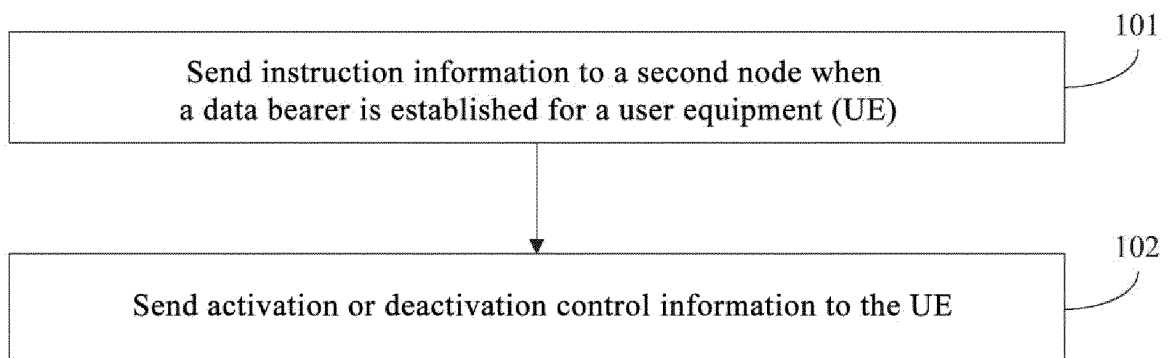 101
Send instruction information to a second node when
a data bearer is established for a user equipment (UE)
102
Send activation or deactivation control information to the UE